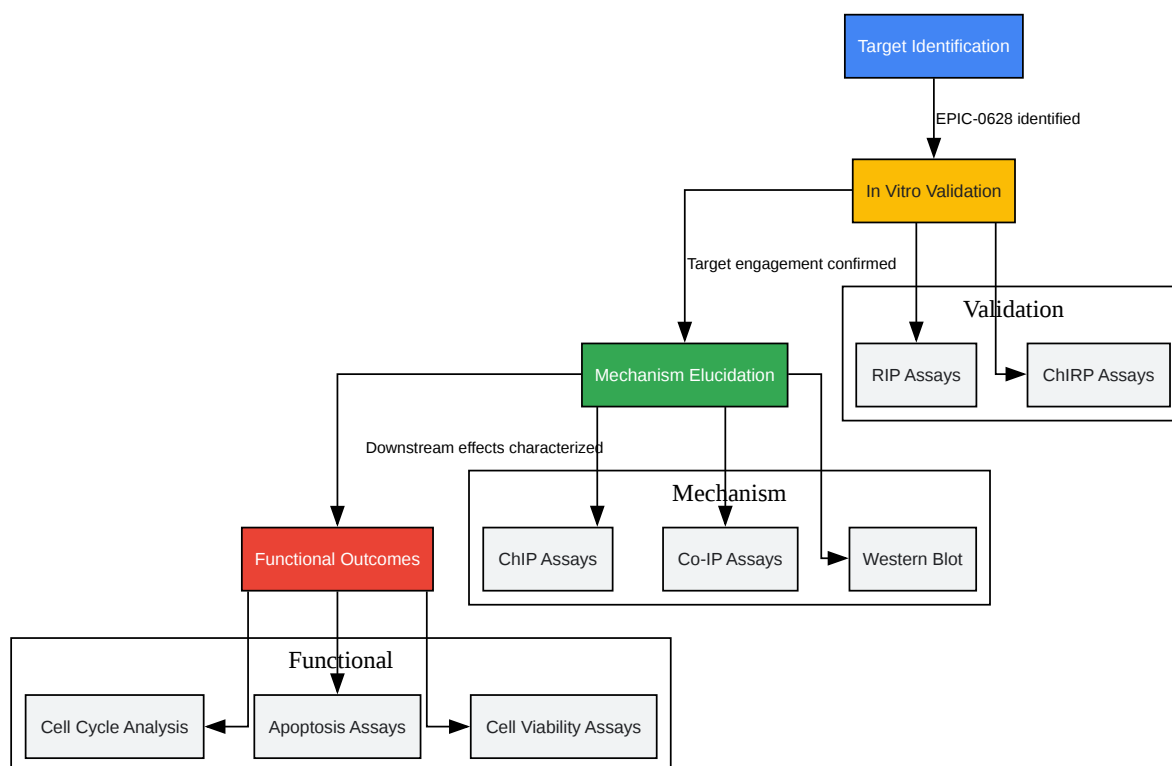 Target Identification
EPIC-0628 identified
In Vitro Validation
Target engagement confirmed
Validation
RIP Assays
ChIRP Assays
Mechanism Elucidation
Downstream effects characterized
Mechanism
ChIP Assays
Co-IP Assays
Western Blot
Functional Outcomes
Functional
Cell Cycle Analysis
Apoptosis Assays
Cell Viability Assays